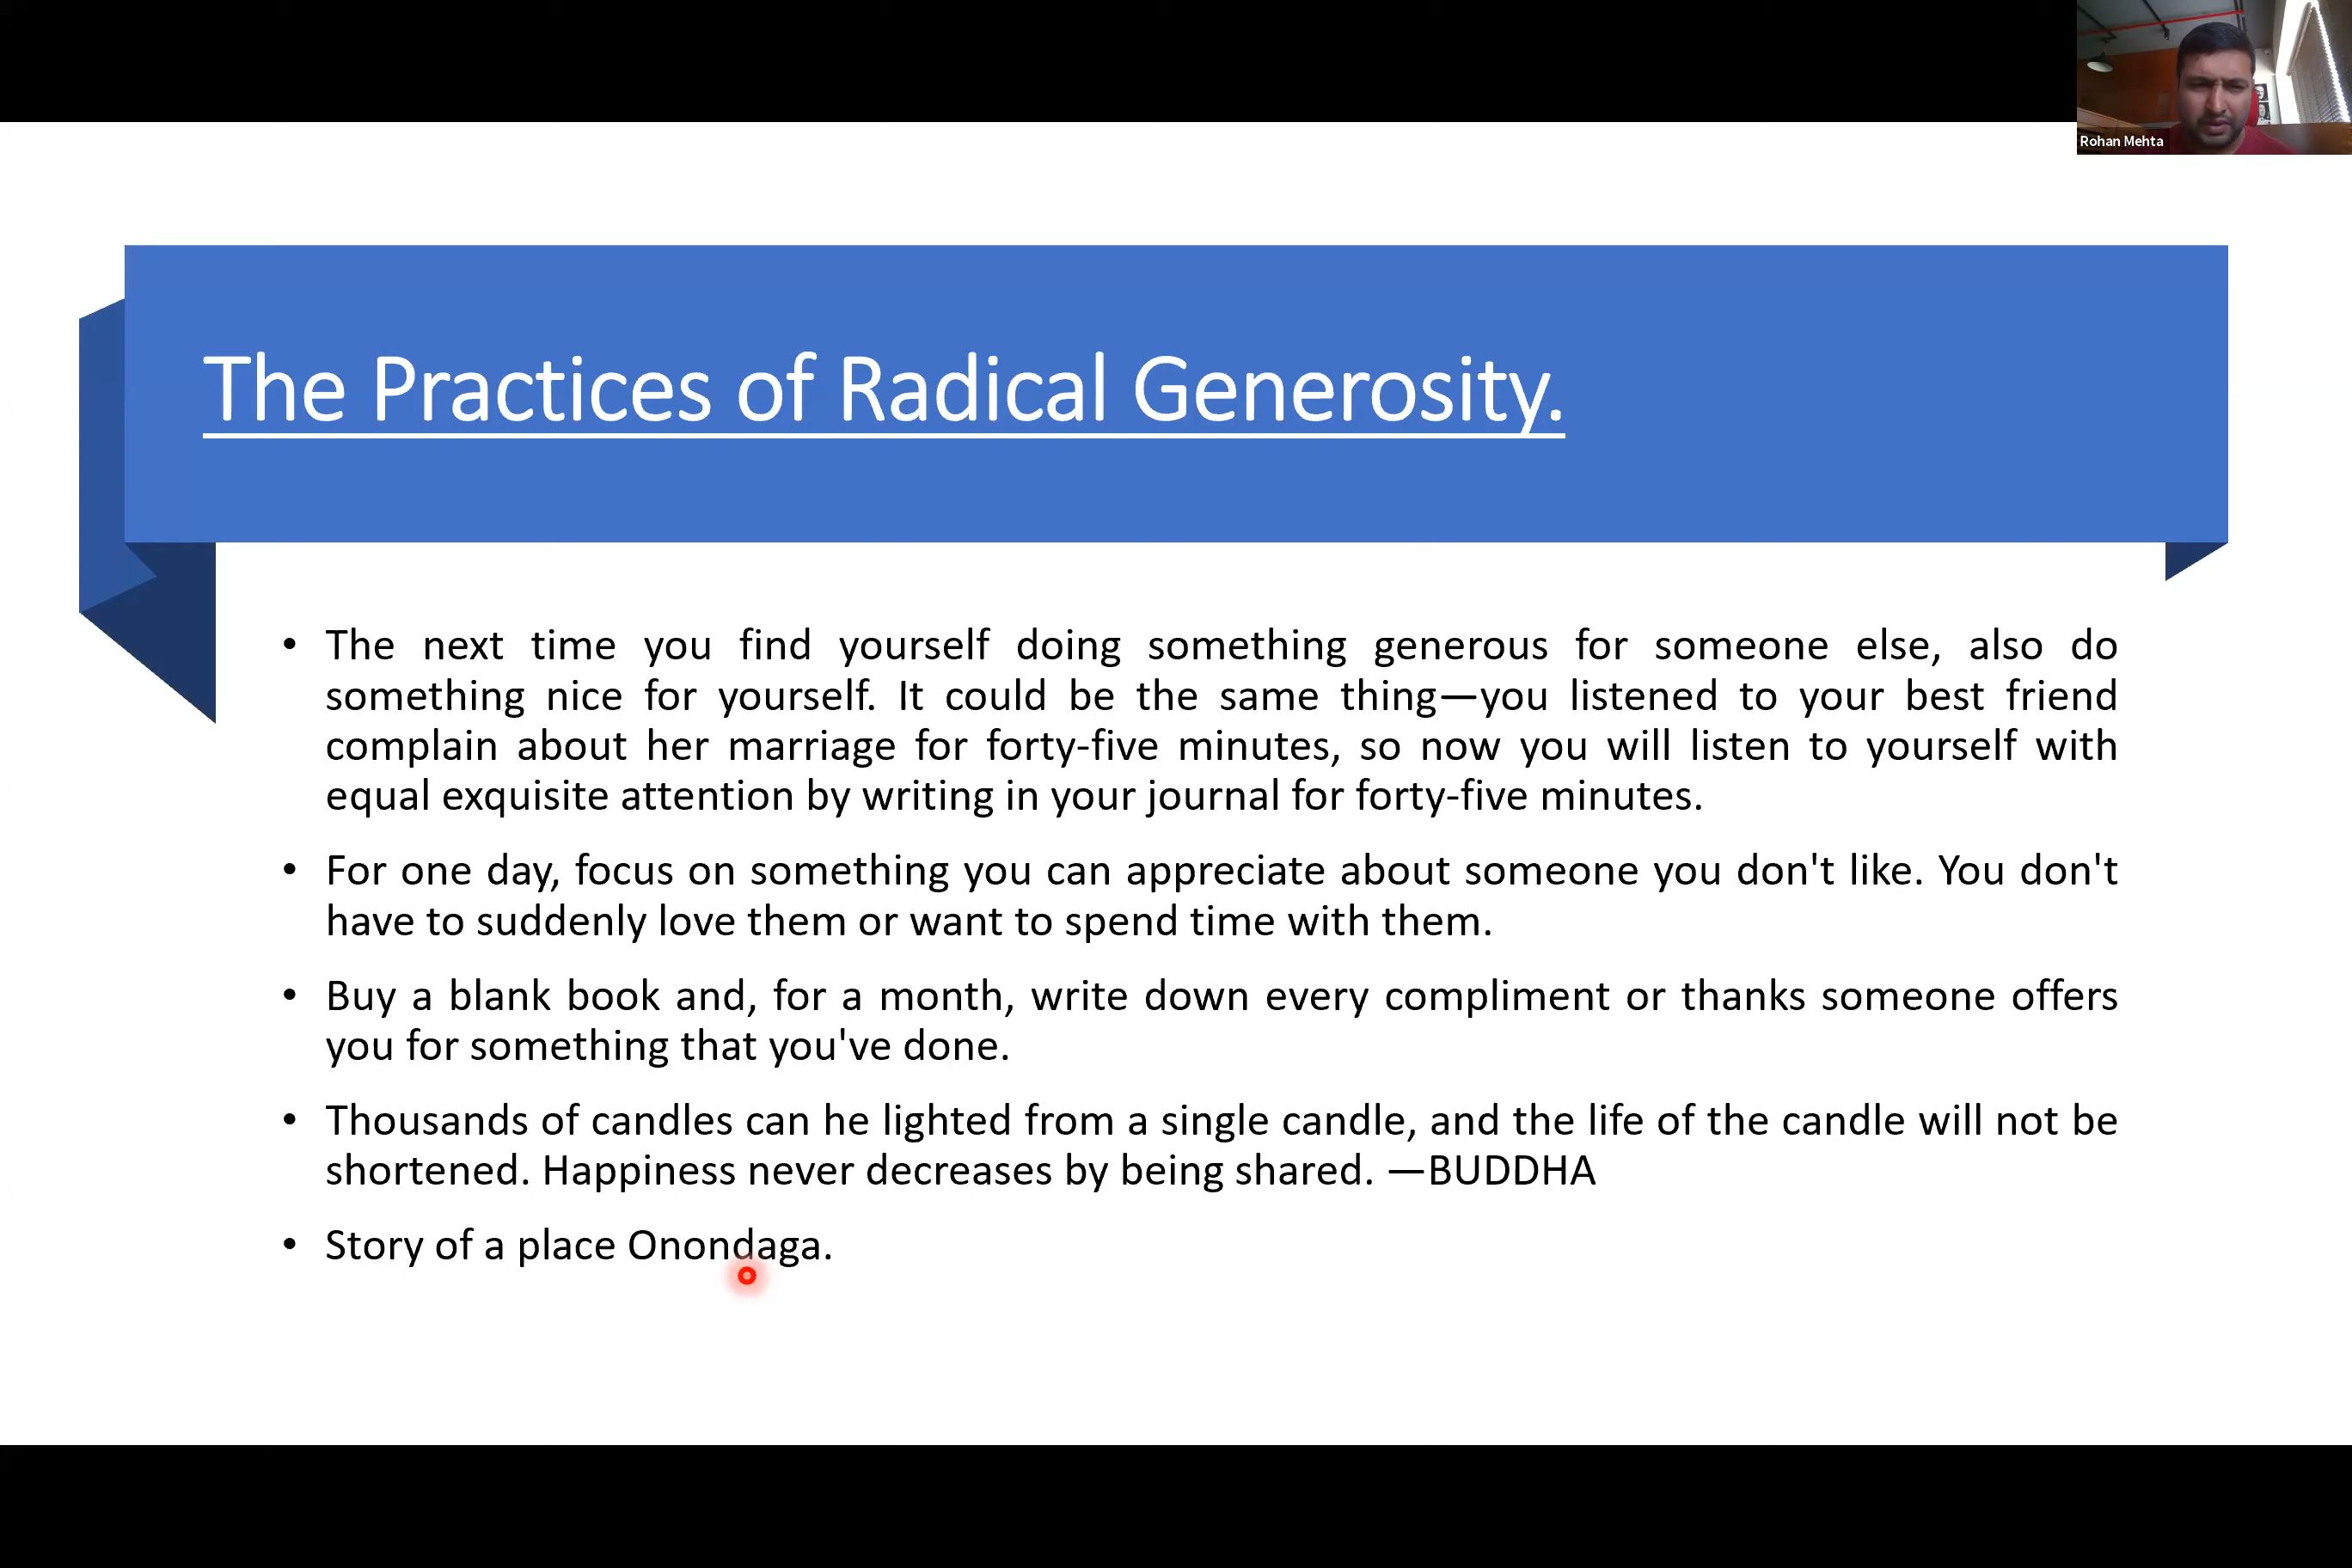 Rohan Mehta
The Practices of Radical Generosity.
• The next time you find yourself doing something generous for someone else, also do
something nice for yourself. It could be the same thing—you listened to your best friend
complain about her marriage for forty-five minutes, so now you will listen to yourself with
equal exquisite attention by writing in your journal for forty-five minutes.
• For one day, focus on something you can appreciate about someone you don't like. You don't
have to suddenly love them or want to spend time with them.
• Buy a blank book and, for a month, write down every compliment or thanks someone offers
you for something that you've done.
• Thousands of candles can he lighted from a single candle, and the life of the candle will not be
shortened. Happiness never decreases by being shared. —BUDDHA
• Story of a place Onondaga.